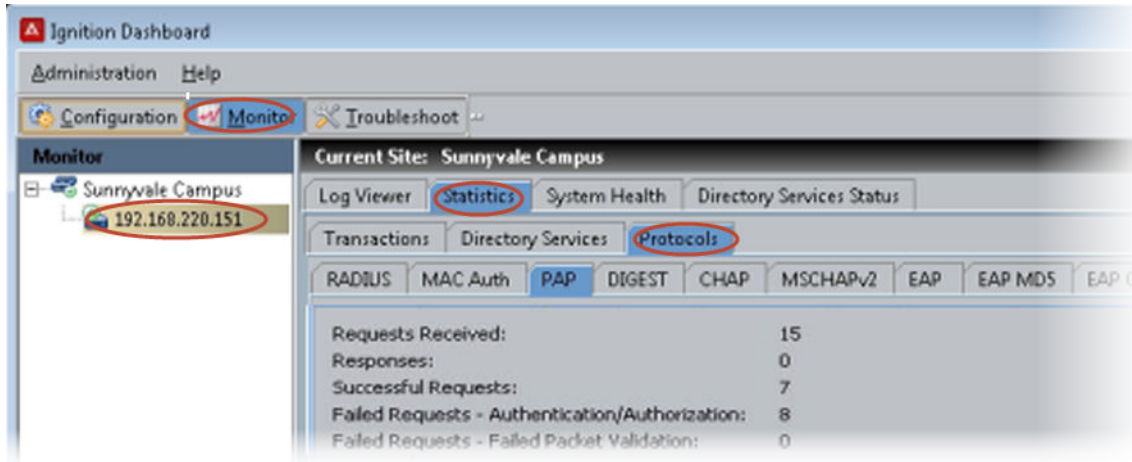 Ignition Dashboard
Administration Help
Configuration Monitor Troubleshoot
Monitor
Current Site: Sunnyvale Campus
Sunnyvale Campus
192.168.220.151
Log Viewer Statistics System Health Directory Services Status
Transactions Directory Services Protocols
RADIUS MAC Auth PAP DIGEST CHAP MSCHAPv2 EAP EAP MD5 EAP
Requests Received: 15
Responses: 0
Successful Requests: 7
Failed Requests - Authentication/Authorization: 8
Failed Requests - Failed Packet Validation: 0